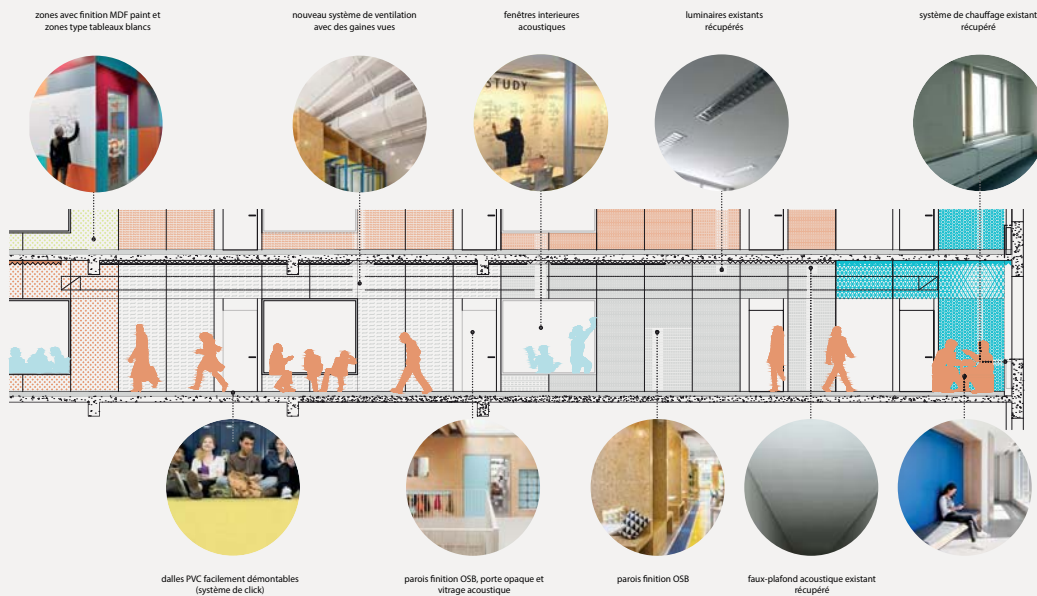 zones avec finition MDF paint et
zones type tableaux blancs
nouveau système de ventilation
avec des gaines vues
fenêtres interieures
acoustiques
luminaires existants
récupérés
système de chauffage existant
récupéré
STUDY
dalles PVC facilement démontables
(système de click)
parois finition OSB, porte opaque et
vitrage acoustique
parois finition OSB
faux-plafond acoustique existant
récupéré